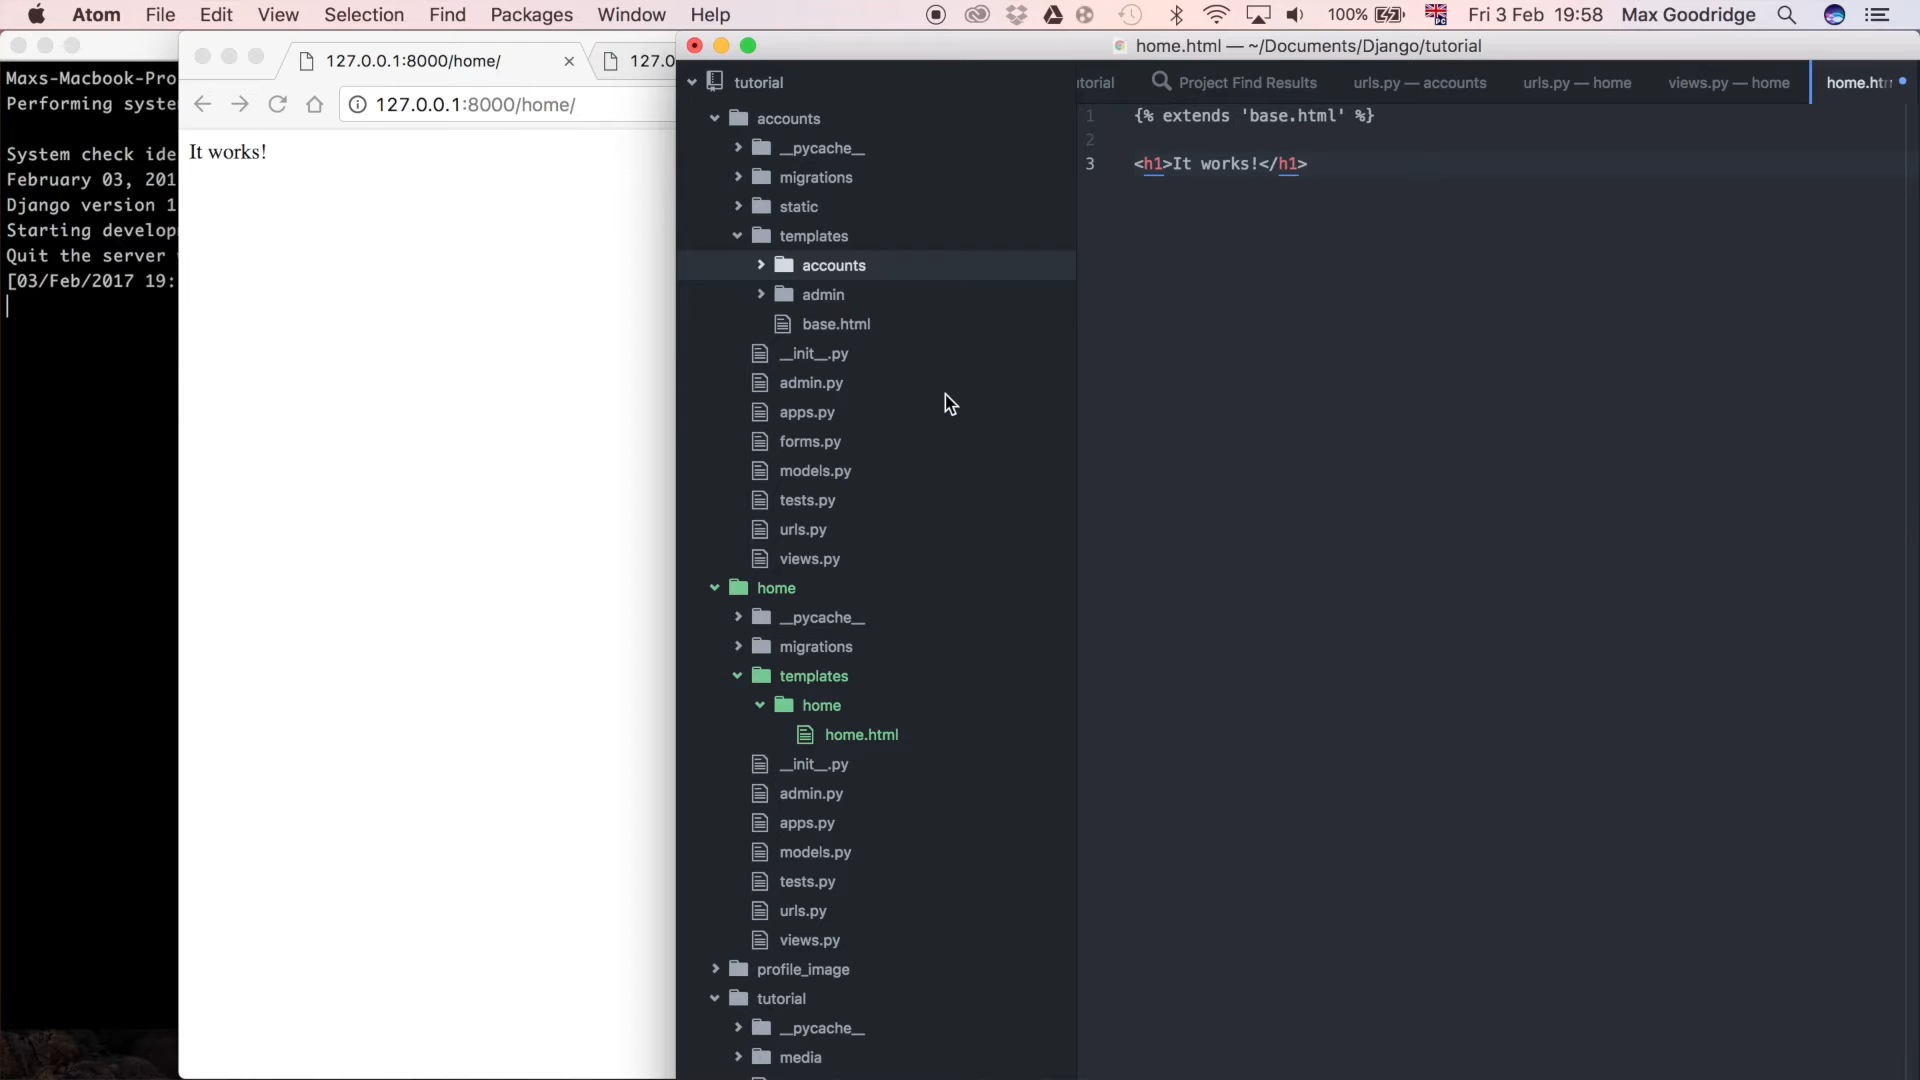 Atom File Edit View Selection Find Packages Window Help 100% Fri 3 Feb 19:58 Max Goodridge
Maxs-Macbook-Pro
Performing syste
System check ide
February 03, 201
Django version 1
Starting develop
Quit the server
[03/Feb/2017 19:
127.0.0.1:8000/home/ × 127.0
127.0.0.1:8000/home/
It works!
home.html — ~/Documents/Django/tutorial
tutorial
accounts
__pycache__
migrations
static
templates
accounts
admin
base.html
__init__.py
admin.py
apps.py
forms.py
models.py
tests.py
urls.py
views.py
home
__pycache__
migrations
templates
home
home.html
__init__.py
admin.py
apps.py
models.py
tests.py
urls.py
views.py
profile_image
tutorial
__pycache__
media
utorial Project Find Results urls.py — accounts urls.py — home views.py — home home.htm
1 {% extends 'base.html' %}
2
3 <h1>It works!</h1>